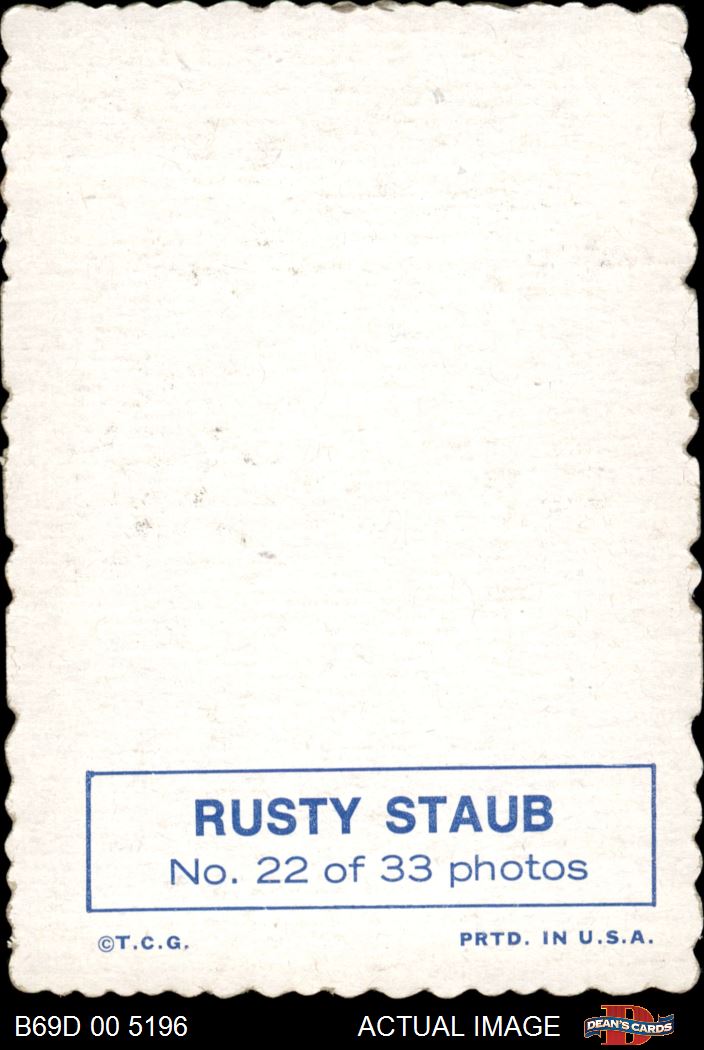 RUSTY STAUB
No. 22 of 33 photos
©T.C.G. PRTD. IN U.S.A.
B69D 00 5196 ACTUAL IMAGE DEAN'S CARDS